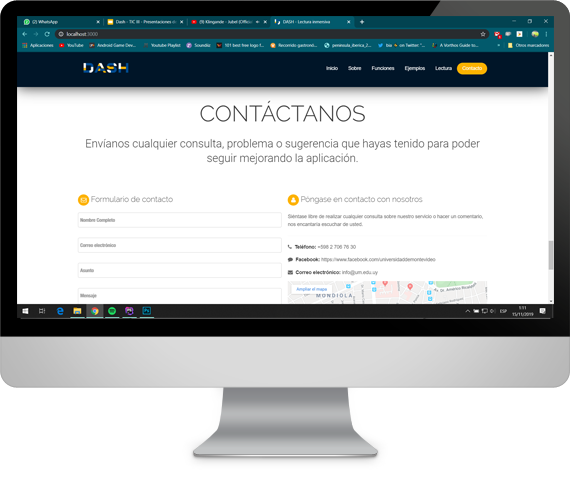 (2) WhatsApp
Dash - TIC III - Presentaciones d
(1) Klingande - Jubel (Offici
DASH - Lectura inmersiva
localhost:3000
Aplicaciones
YouTube
Android Game Dev
Youtube Playlist
Soundiiz
101 best free logo f
Recorrido gastronó
peninsula_iberica_2
on Twitter: "
A Xorthos Guide to
Otros marcadores
DASH
Inicio Sobre Funciones Ejemplos Lectura Contacto
CONTÁCTANOS
Envíanos cualquier consulta, problema o sugerencia que hayas tenido para poder
seguir mejorando la aplicación.
Formulario de contacto
Nombre Completo
Correo electrónico
Asunto
Mensaje
Póngase en contacto con nosotros
Siéntase libre de realizar cualquier consulta sobre nuestro servicio o hacer un comentario,
nos encantaría escuchar de usted.
Teléfono: +598 2 706 76 30
Facebook: https://www.facebook.com/universidaddemontevideo
Correo electrónico: info@um.edu.uy
Ampliar el mapa
MONDIOLA
ESP
1:11
15/11/2019